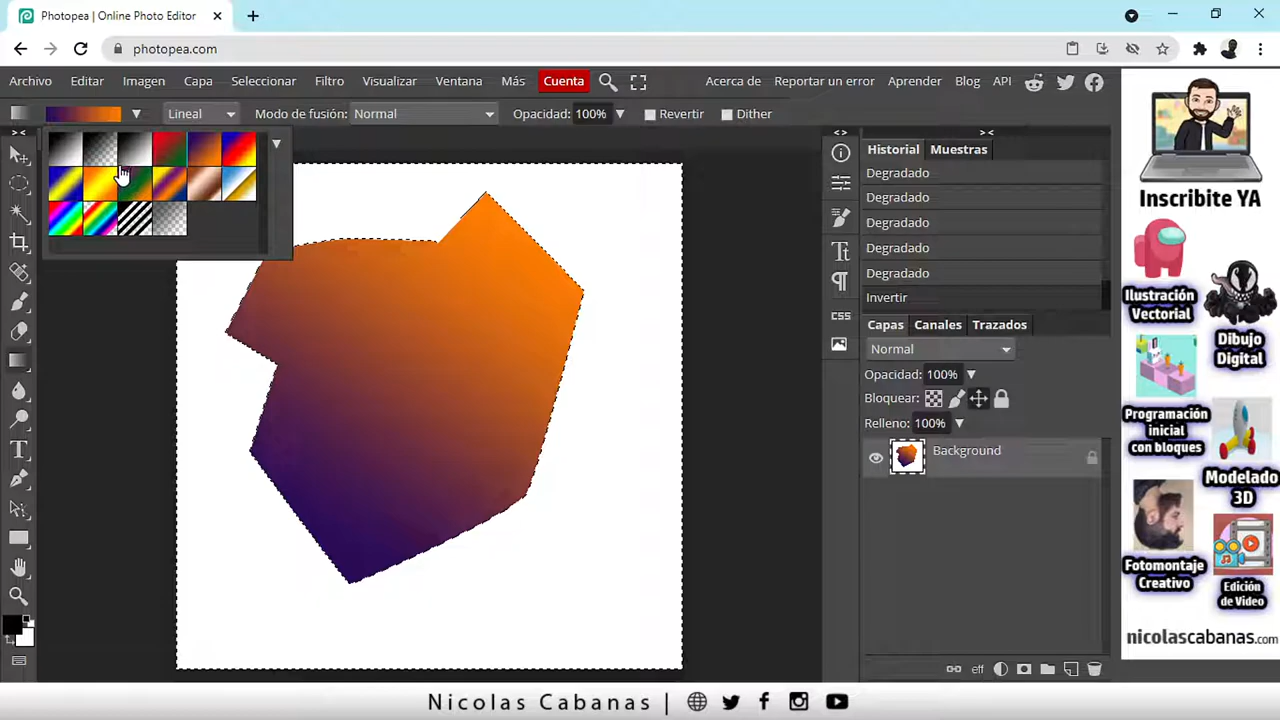 Photopea | Online Photo Editor
photopea.com
Archivo Editar Imagen Capa Seleccionar Filtro Visualizar Ventana Más Cuenta Acerca de Reportar un error Aprender Blog API
Lineal Modo de fusión: Normal Opacidad: 100% Revertir Dither
Historial Muestras
Degradado
Degradado
Degradado
Degradado
Degradado
Invertir
Capas Canales Trazados
Normal
Opacidad: 100%
Bloquear:
Relleno: 100%
Background
CSS
eff
Inscribite YA
Ilustración
Vectorial
Dibujo
Digital
Programación
inicial
con bloques
Modelado
3D
Fotomontaje
Creativo
Edición
de Video
nicolascabanas.com
Nicolas Cabanas |